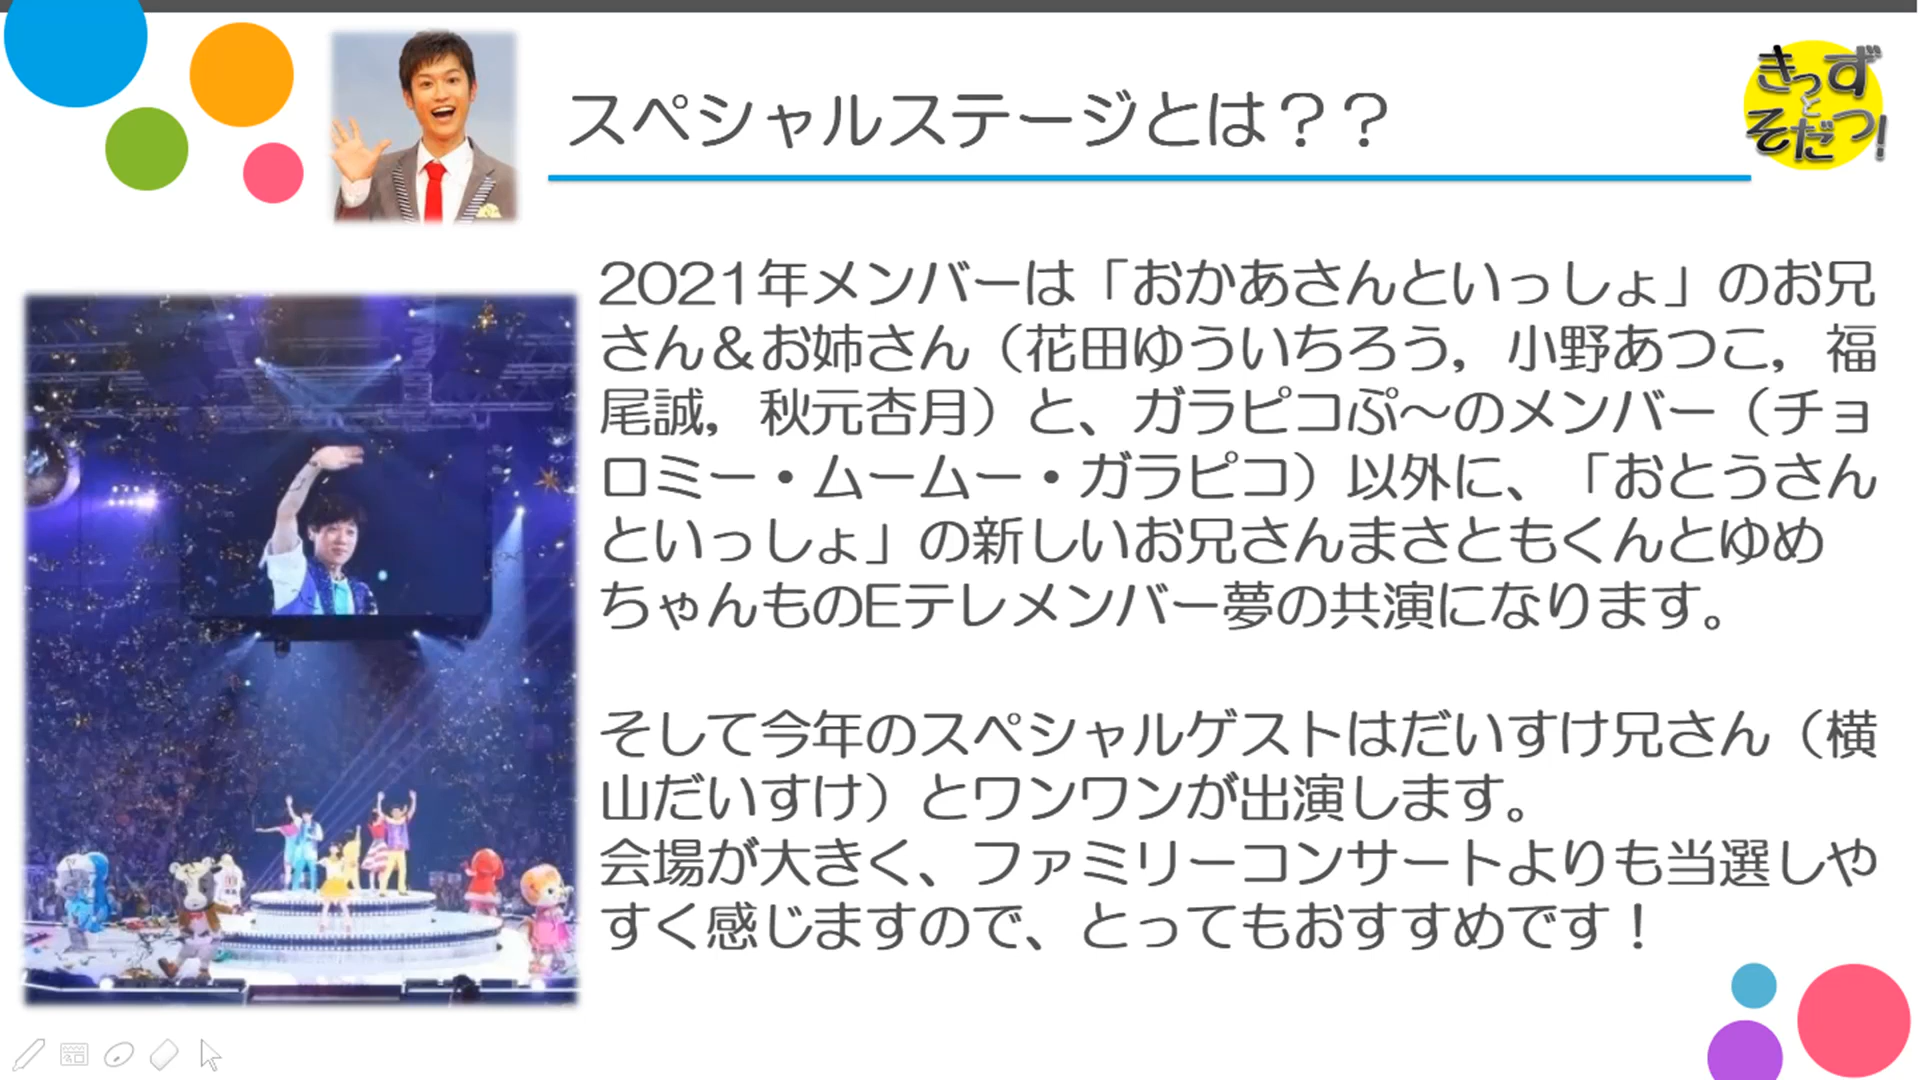 スペシャルステージとは？？
きっず
と
そだつ!
2021年メンバーは「おかあさんといっしょ」のお兄
さん＆お姉さん（花田ゆういちろう，小野あつこ，福
尾誠，秋元杏月）と、ガラピコぷ～のメンバー（チョ
ロミー・ムームー・ガラピコ）以外に、「おとうさん
といっしょ」の新しいお兄さんまさともくんとゆめ
ちゃんものEテレメンバー夢の共演になります。
そして今年のスペシャルゲストはだいすけ兄さん（横
山だいすけ）とワンワンが出演します。
会場が大きく、ファミリーコンサートよりも当選しや
すく感じますので、とってもおすすめです！